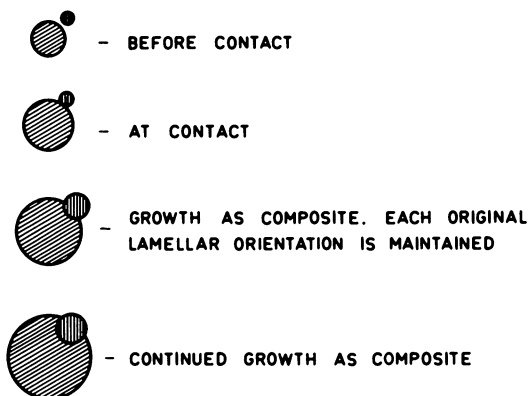 - BEFORE CONTACT
- AT CONTACT
- GROWTH AS COMPOSITE. EACH ORIGINAL
LAMELLAR ORIENTATION IS MAINTAINED
- CONTINUED GROWTH AS COMPOSITE